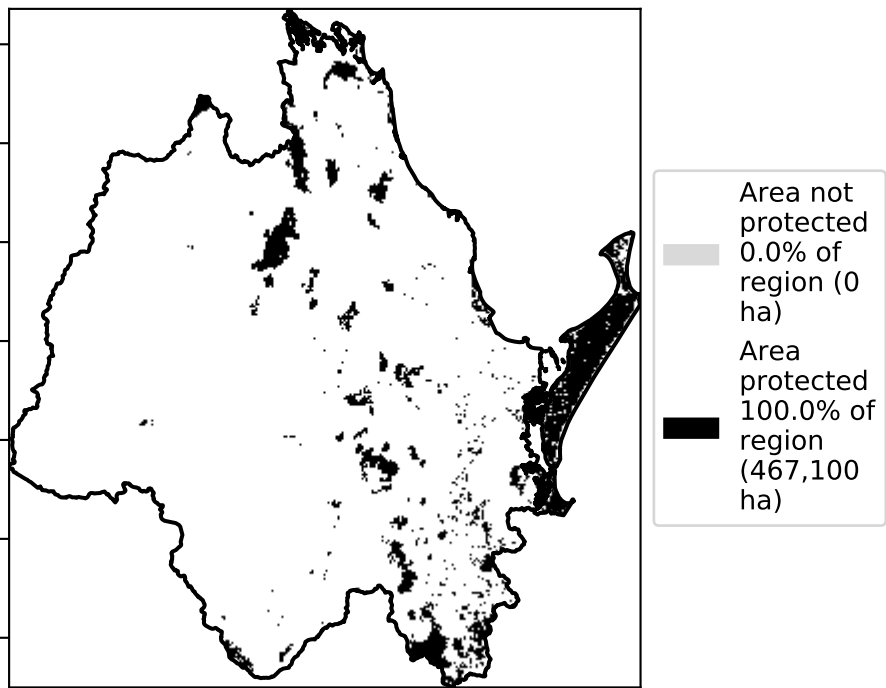 Area not
protected
0.0% of
region (0
ha)
Area
protected
100.0% of
region
(467,100
ha)